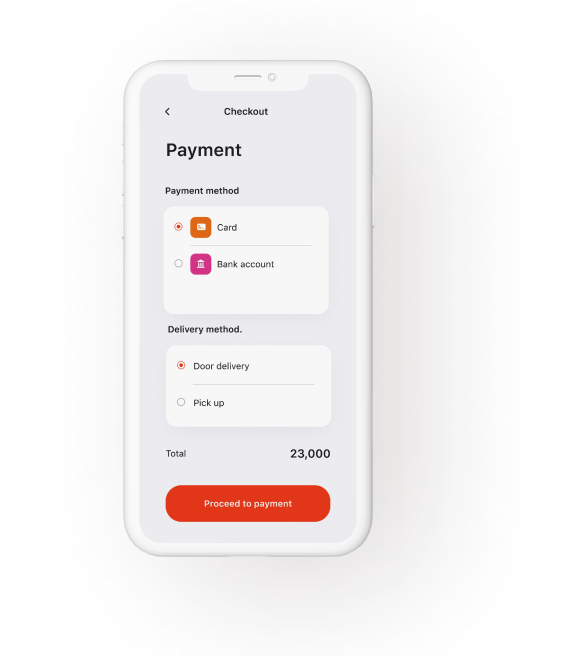 Checkout
Payment
Payment method
Card
Bank account
Delivery method.
Door delivery
Pick up
Total 23,000
Proceed to payment